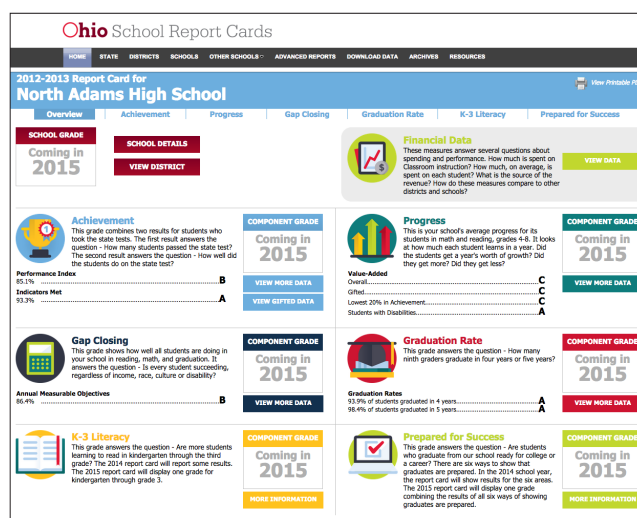 Ohio School Report Cards
HOME STATE DISTRICTS SCHOOLS OTHER SCHOOLS ADVANCED REPORTS DOWNLOAD DATA ARCHIVES RESOURCES
2012-2013 Report Card for
North Adams High School
View Printable
Overview Achievement Progress Gap Closing Graduation Rate K-3 Literacy Prepared for Success
SCHOOL GRADE
Coming in
2015
SCHOOL DETAILS
VIEW DISTRICT
Financial Data
These measures answer several questions about
spending and performance. How much is spent on
Classroom instruction? How much, on average, is
spent on each student? What is the source of the
revenue? How do these measures compare to other
districts and schools?
VIEW DATA
Achievement
This grade combines two results for students who
took the state tests. The first result answers the
question - How many students passed the state test?
The second result answers the question - How well did
the students do on the state test?
Performance Index
85.1% B
Indicators Met
93.3% A
COMPONENT GRADE
Coming in
2015
VIEW MORE DATA
VIEW GIFTED DATA
Progress
This is your school's average progress for its
students in math and reading, grades 4-8. It looks
at how much each student learns in a year. Did
the students get a year's worth of growth? Did
they get more? Did they get less?
Value-Added
Overall C
Gifted C
Lowest 20% in Achievement C
Students with Disabilities A
COMPONENT GRADE
Coming in
2015
VIEW MORE DATA
Gap Closing
This grade shows how well all students are doing in
your school in reading, math, and graduation. It
answers the question - Is every student succeeding,
regardless of income, race, culture or disability?
Annual Measurable Objectives
86.4% B
COMPONENT GRADE
Coming in
2015
VIEW MORE DATA
Graduation Rate
This grade answers the question - How many
ninth graders graduate in four years or five years?
Graduation Rates
93.9% of students graduated in 4 years A
98.4% of students graduated in 5 years A
COMPONENT GRADE
Coming in
2015
VIEW MORE DATA
K-3 Literacy
This grade answers the question - Are more students
learning to read in kindergarten through the third
grade? The 2014 report card will report some results.
The 2015 report card will display one grade for
kindergarten through grade 3.
COMPONENT GRADE
Coming in
2015
MORE INFORMATION
Prepared for Success
This grade answers the question - Are students
who graduate from your school ready for college or
a career? There are six ways to show that
graduates are prepared. In the 2014 school year,
the report card will show results for the six areas.
The 2015 report card will display one grade
combining the results of all six ways of showing
graduates are prepared.
COMPONENT GRADE
Coming in
2015
MORE INFORMATION